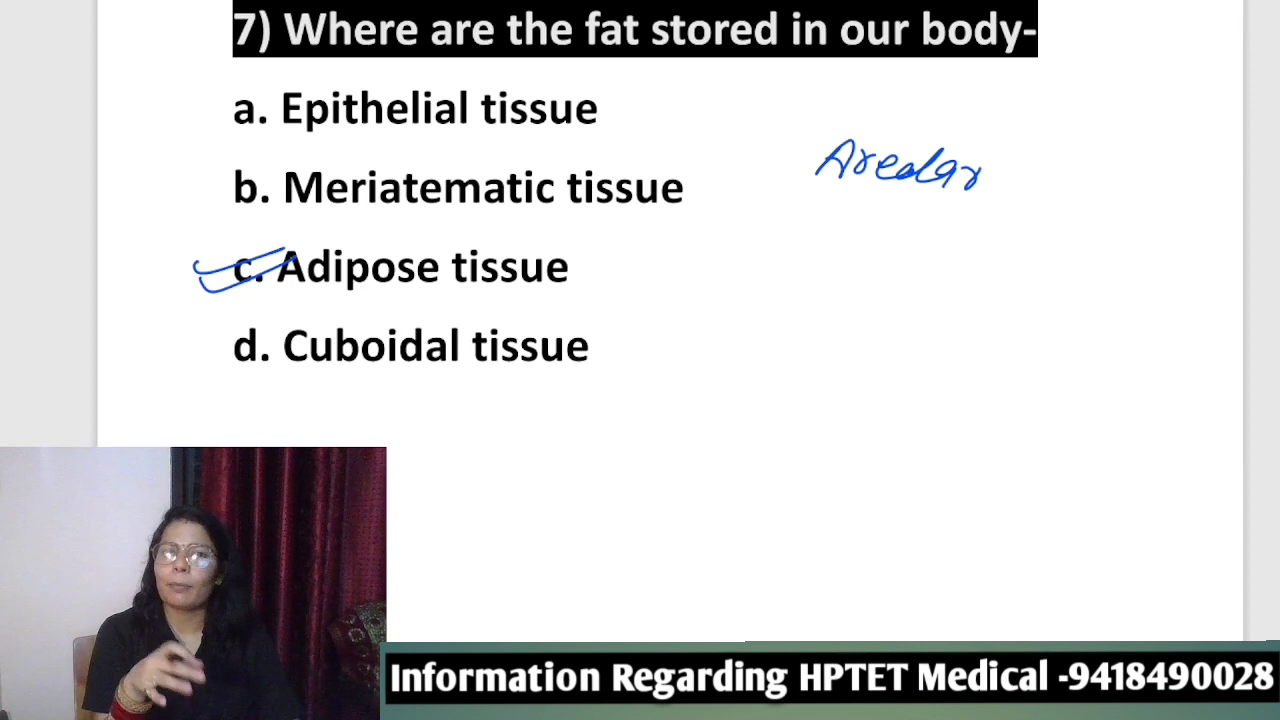 7) Where are the fat stored in our body-
a. Epithelial tissue
Areolar
b. Meriatematic tissue
c. Adipose tissue
d. Cuboidal tissue
Information Regarding HPTET Medical -9418490028